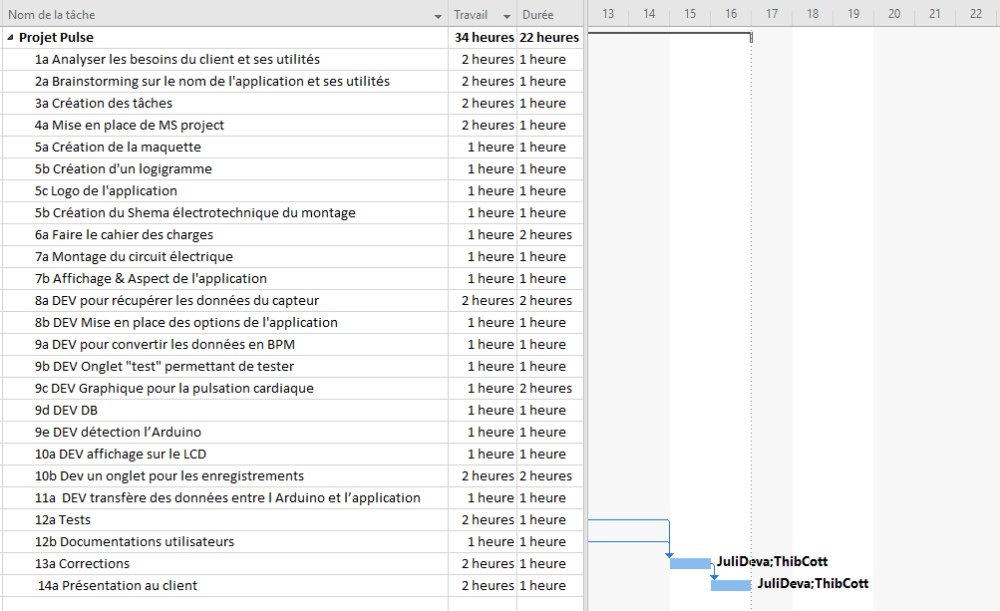 Nom de la tâche Travail Durée 13 14 15 16 17 18 19 20 21 22
Projet Pulse 34 heures 22 heures
1a Analyser les besoins du client et ses utilités 2 heures 1 heure
2a Brainstorming sur le nom de l'application et ses utilités 2 heures 1 heure
3a Création des tâches 2 heures 1 heure
4a Mise en place de MS project 2 heures 1 heure
5a Création de la maquette 1 heure 1 heure
5b Création d'un logigramme 1 heure 1 heure
5c Logo de l'application 1 heure 1 heure
5b Création du Shema électrotechnique du montage 1 heure 1 heure
6a Faire le cahier des charges 1 heure 2 heures
7a Montage du circuit électrique 1 heure 1 heure
7b Affichage & Aspect de l'application 1 heure 1 heure
8a DEV pour récupérer les données du capteur 2 heures 2 heures
8b DEV Mise en place des options de l'application 1 heure 1 heure
9a DEV pour convertir les données en BPM 1 heure 1 heure
9b DEV Onglet "test" permettant de tester 1 heure 1 heure
9c DEV Graphique pour la pulsation cardiaque 1 heure 2 heures
9d DEV DB 1 heure 1 heure
9e DEV détection l’Arduino 1 heure 1 heure
10a DEV affichage sur le LCD 1 heure 1 heure
10b Dev un onglet pour les enregistrements 2 heures 2 heures
11a DEV transfère des données entre l Arduino et l’application 1 heure 1 heure
12a Tests 2 heures 1 heure
12b Documentations utilisateurs 1 heure 1 heure
13a Corrections 2 heures 1 heure JuliDeva;ThibCott
14a Présentation au client 2 heures 1 heure JuliDeva;ThibCott